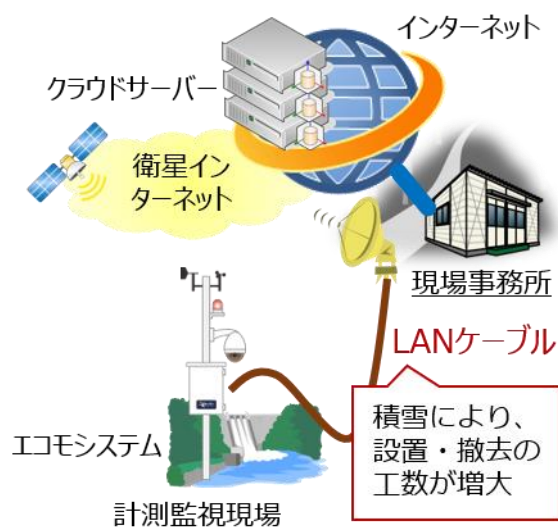 インターネット
クラウドサーバー
衛星イン
ターネット
現場事務所
LANケーブル
積雪により、
設置・撤去の
工数が増大
エコモシステム
計測監視現場